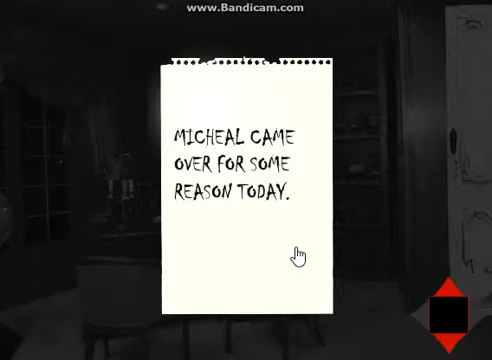 www.Bandicam.com
MICHEAL CAME
OVER FOR SOME
REASON TODAY.